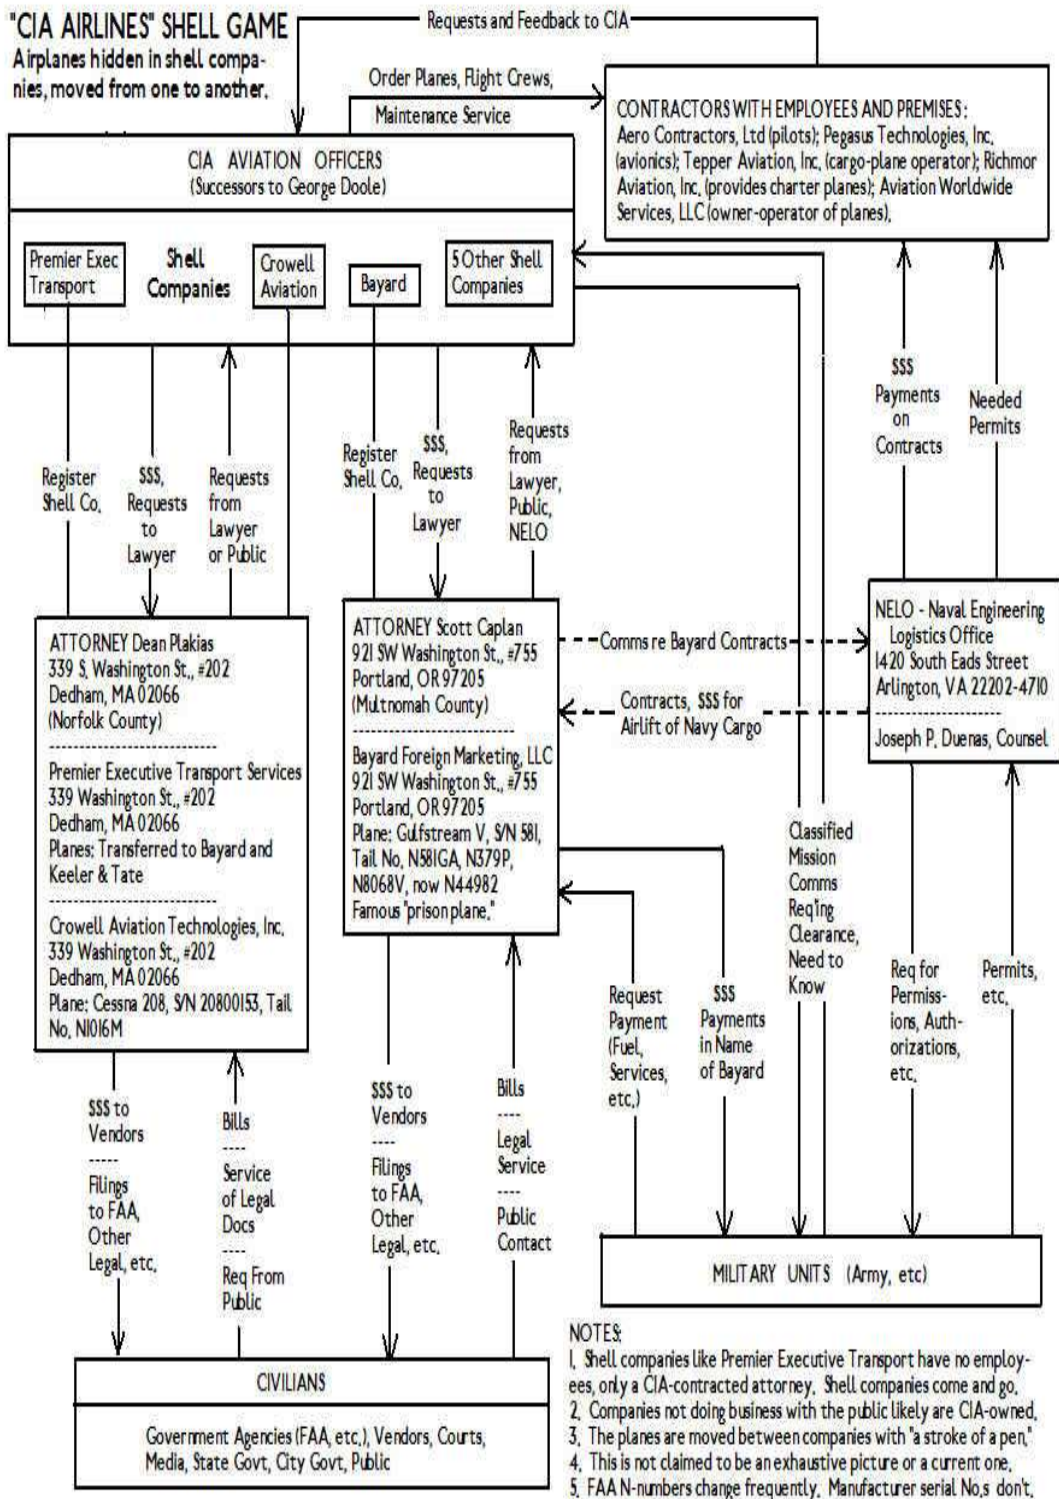 "CIA AIRLINES" SHELL GAME
Airplanes hidden in shell compa-
nies, moved from one to another.
Requests and Feedback to CIA
Order Planes, Flight Crews,
Maintenance Service
CONTRACTORS WITH EMPLOYEES AND PREMISES:
Aero Contractors, Ltd (pilots); Pegasus Technologies, Inc.
(avionics); Tepper Aviation, Inc. (cargo-plane operator); Richmor
Aviation, Inc. (provides charter planes); Aviation Worldwide
Services, LLC (owner-operator of planes).
CIA AVIATION OFFICERS
(Successors to George Doole)
Premier Exec
Transport
Shell
Companies
Crowell
Aviation
Bayard
5 Other Shell
Companies
Register
Shell Co.
$$$,
Requests
to
Lawyer
Requests
from
Lawyer
or Public
Register
Shell Co.
$$$,
Requests
to
Lawyer
Requests
from
Lawyer,
Public,
NELO
$$$
Payments
on
Contracts
Needed
Permits
ATTORNEY Dean Plakias
339 S. Washington St., #202
Dedham, MA 02066
(Norfolk County)
----------------------------
Premier Executive Transport Services
339 Washington St., #202
Dedham, MA 02066
Planes: Transferred to Bayard and
Keeler & Tate
----------------------------
Crowell Aviation Technologies, Inc.
339 Washington St., #202
Dedham, MA 02066
Plane: Cessna 208, S/N 20800153, Tail
No. N1016M
ATTORNEY Scott Caplan
921 SW Washington St., #755
Portland, OR 97205
(Multnomah County)
---------------------------
Bayard Foreign Marketing, LLC
921 SW Washington St., #755
Portland, OR 97205
Plane: Gulfstream V, S/N 581,
Tail No. N581GA, N379P,
N8068V, now N44982
Famous "prison plane."
Comms re Bayard Contracts
Contracts, $$$ for
Airlift of Navy Cargo
NELO - Naval Engineering
Logistics Office
1420 South Eads Street
Arlington, VA 22202-4710
--------------------
Joseph P. Duenas, Counsel
Classified
Mission
Comms
Req'ing
Clearance,
Need to
Know
Request
Payment
(Fuel,
Services,
etc.)
$$$
Payments
in Name
of Bayard
Req for
Permiss-
ions, Auth-
orizations,
etc.
Permits,
etc.
$$$ to
Vendors
-----
Filings
to FAA,
Other
Legal, etc.
Bills
----
Service
of Legal
Docs
----
Req From
Public
$$$ to
Vendors
----
Filings
to FAA,
Other
Legal, etc.
Bills
----
Legal
Service
----
Public
Contact
MILITARY UNITS (Army, etc)
CIVILIANS
Government Agencies (FAA, etc.), Vendors, Courts,
Media, State Govt, City Govt, Public
NOTES:
1. Shell companies like Premier Executive Transport have no employ-
ees, only a CIA-contracted attorney. Shell companies come and go.
2. Companies not doing business with the public likely are CIA-owned.
3. The planes are moved between companies with "a stroke of a pen."
4. This is not claimed to be an exhaustive picture or a current one.
5. FAA N-numbers change frequently. Manufacturer serial No.s don't.